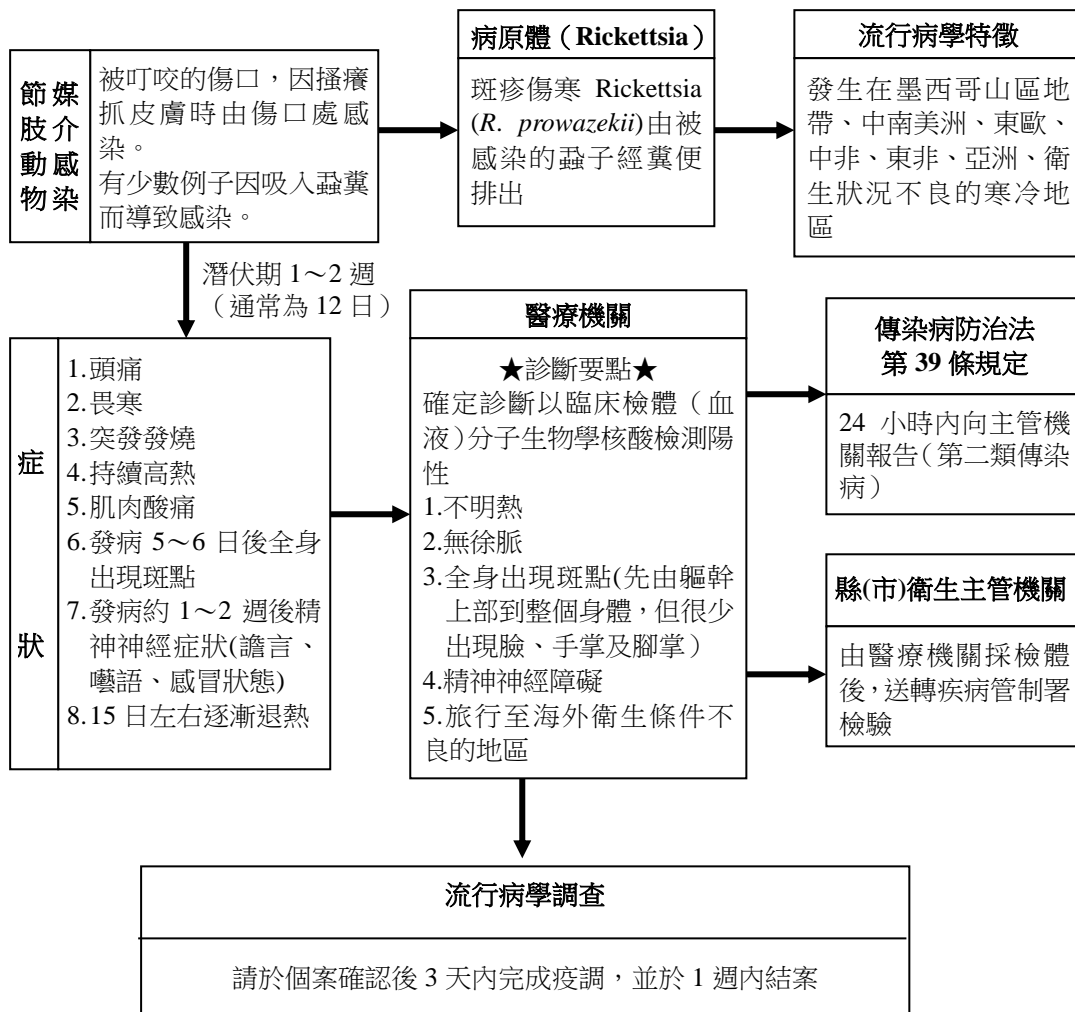 節 媒
肢 介
動 感
物 染
被叮咬的傷口，因搔癢
抓皮膚時由傷口處感
染。
有少數例子因吸入蝨糞
而導致感染。
病原體（Rickettsia）
斑疹傷寒 Rickettsia
(R. prowazekii)由被
感染的蝨子經糞便
排出
流行病學特徵
發生在墨西哥山區地
帶、中南美洲、東歐、
中非、東非、亞洲、衛
生狀況不良的寒冷地
區
潛伏期 1～2 週
（通常為 12 日）
症
狀
1.頭痛
2.畏寒
3.突發發燒
4.持續高熱
5.肌肉酸痛
6.發病 5～6 日後全身
出現斑點
7.發病約 1～2 週後精
神神經症狀(譫言、
囈語、感冒狀態)
8.15 日左右逐漸退熱
醫療機關
★診斷要點★
確定診斷以臨床檢體（血
液）分子生物學核酸檢測陽
性
1.不明熱
2.無徐脈
3.全身出現斑點(先由軀幹
上部到整個身體，但很少
出現臉、手掌及腳掌）
4.精神神經障礙
5.旅行至海外衛生條件不
良的地區
傳染病防治法
第 39 條規定
24 小時內向主管機
關報告（第二類傳染
病）
縣(市)衛生主管機關
由醫療機關採檢體
後，送轉疾病管制署
檢驗
流行病學調查
請於個案確認後 3 天內完成疫調，並於 1 週內結案